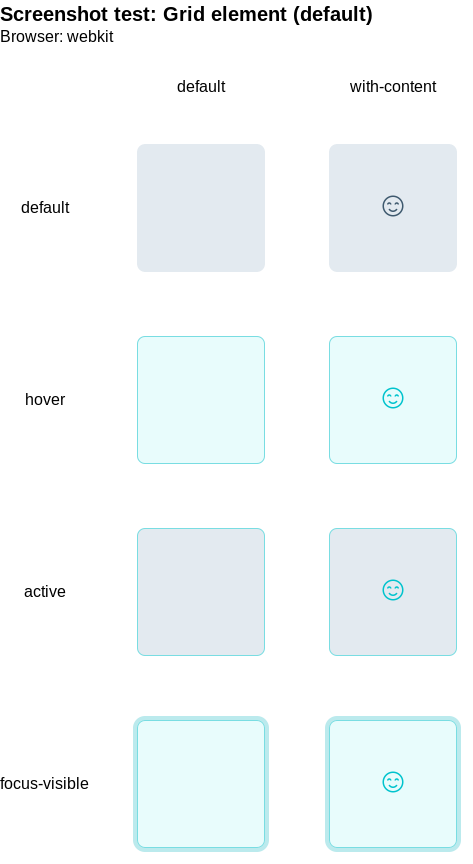 Screenshot test: Grid element (default)
Browser: webkit
default with-content
default
hover
active
focus-visible